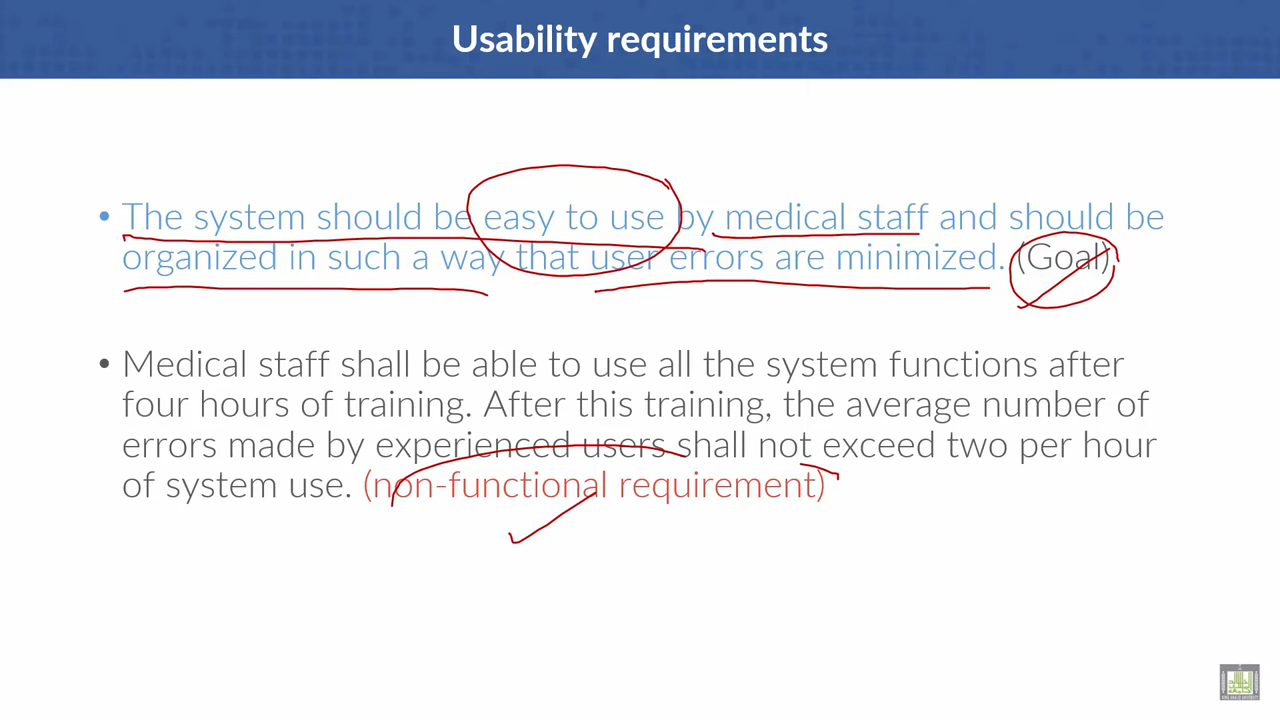 Usability requirements
• The system should be easy to use by medical staff and should be
organized in such a way that user errors are minimized. (Goal)
• Medical staff shall be able to use all the system functions after
four hours of training. After this training, the average number of
errors made by experienced users shall not exceed two per hour
of system use. (non-functional requirement)